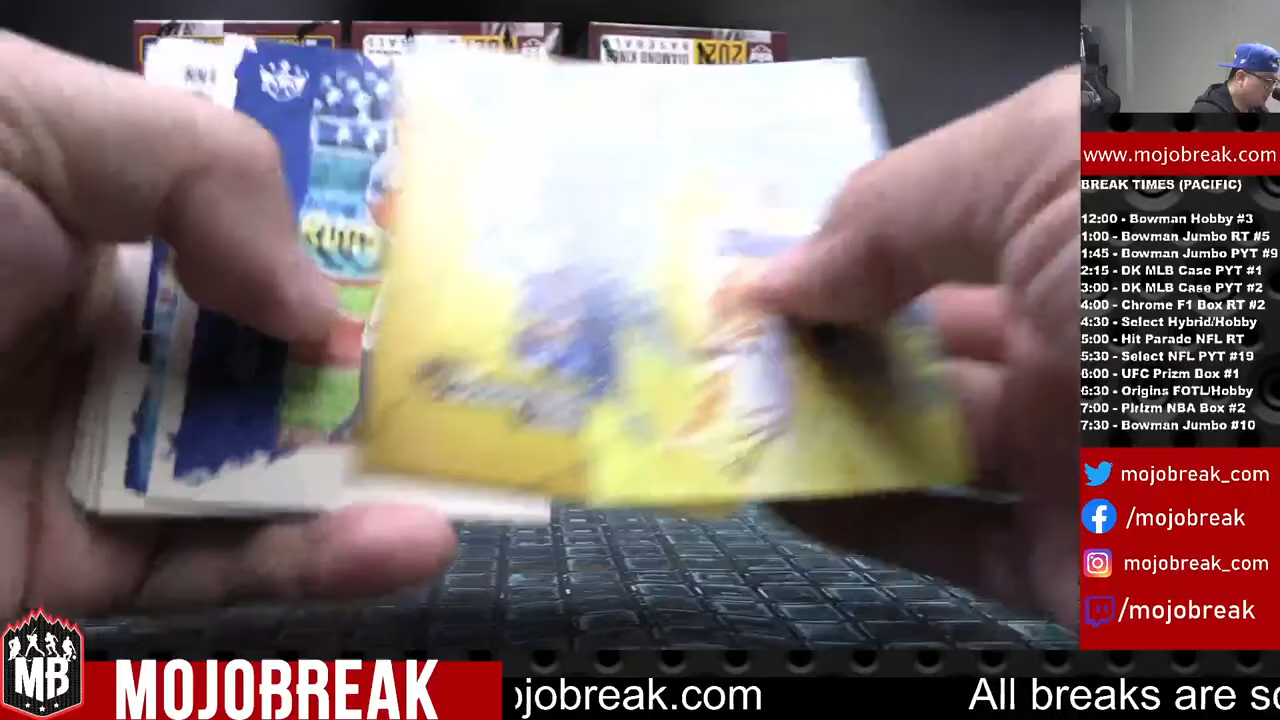 www.mojobreak.com
BREAK TIMES (PACIFIC)
12:00 - Bowman Hobby #3
1:00 - Bowman Jumbo RT #5
1:45 - Bowman Jumbo PYT #9
2:15 - DK MLB Case PYT #1
3:00 - DK MLB Case PYT #2
4:00 - Chrome F1 Box RT #2
4:30 - Select Hybrid/Hobby
5:00 - Hit Parade NFL RT
5:30 - Select NFL PYT #19
6:00 - UFC Prizm Box #1
6:30 - Origins FOTL/Hobby
7:00 - Plrizm NBA Box #2
7:30 - Bowman Jumbo #10
mojobreak_com
/mojobreak
mojobreak_com
/mojobreak
MB
MOJOBREAK
ojobreak.com
All breaks are so